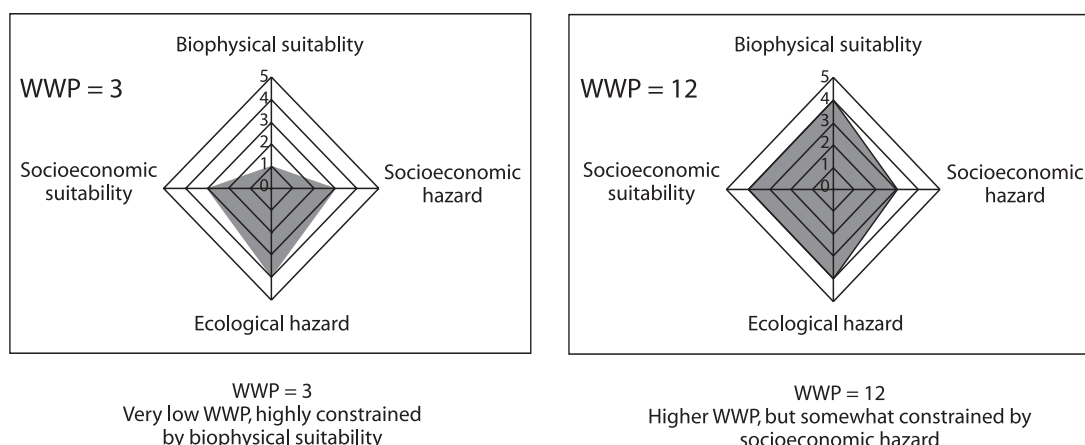 Biophysical suitablity
WWP = 3
5
4
3
2
1
0
Socioeconomic
suitability
Socioeconomic
hazard
Ecological hazard
WWP = 3
Very low WWP, highly constrained
by biophysical suitability
Biophysical suitablity
WWP = 12
5
4
3
2
1
0
Socioeconomic
suitability
Socioeconomic
hazard
Ecological hazard
WWP = 12
Higher WWP, but somewhat constrained by
socioeconomic hazard